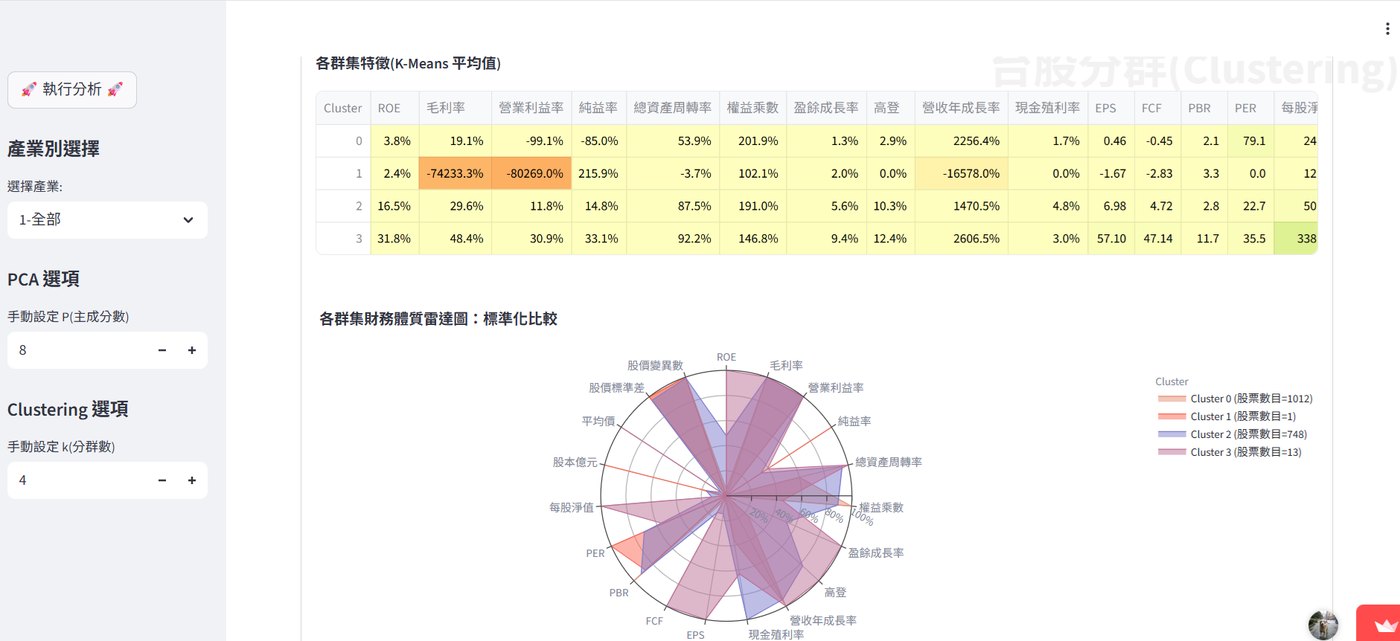 🚀 執行分析 🚀
產業別選擇
選擇產業:
1-全部
PCA 選項
手動設定 P(主成分數)
8
Clustering 選項
手動設定 k(分群數)
4
台股分群(Clustering)
各群集特徵(K-Means 平均值)
Cluster ROE 毛利率 營業利益率 純益率 總資產周轉率 權益乘數 盈餘成長率 高登 營收年成長率 現金殖利率 EPS FCF PBR PER 每股淨
0 3.8% 19.1% -99.1% -85.0% 53.9% 201.9% 1.3% 2.9% 2256.4% 1.7% 0.46 -0.45 2.1 79.1 24
1 2.4% -74233.3% -80269.0% 215.9% -3.7% 102.1% 2.0% 0.0% -16578.0% 0.0% -1.67 -2.83 3.3 0.0 12
2 16.5% 29.6% 11.8% 14.8% 87.5% 191.0% 5.6% 10.3% 1470.5% 4.8% 6.98 4.72 2.8 22.7 50
3 31.8% 48.4% 30.9% 33.1% 92.2% 146.8% 9.4% 12.4% 2606.5% 3.0% 57.10 47.14 11.7 35.5 338
各群集財務體質雷達圖：標準化比較
ROE
毛利率
營業利益率
純益率
總資產周轉率
權益乘數
盈餘成長率
高登
營收年成長率
現金殖利率
EPS
FCF
PBR
PER
每股淨值
股本億元
平均價
股價標準差
股價變異數
20%
40%
60%
80%
100%
Cluster
Cluster 0 (股票數目=1012)
Cluster 1 (股票數目=1)
Cluster 2 (股票數目=748)
Cluster 3 (股票數目=13)